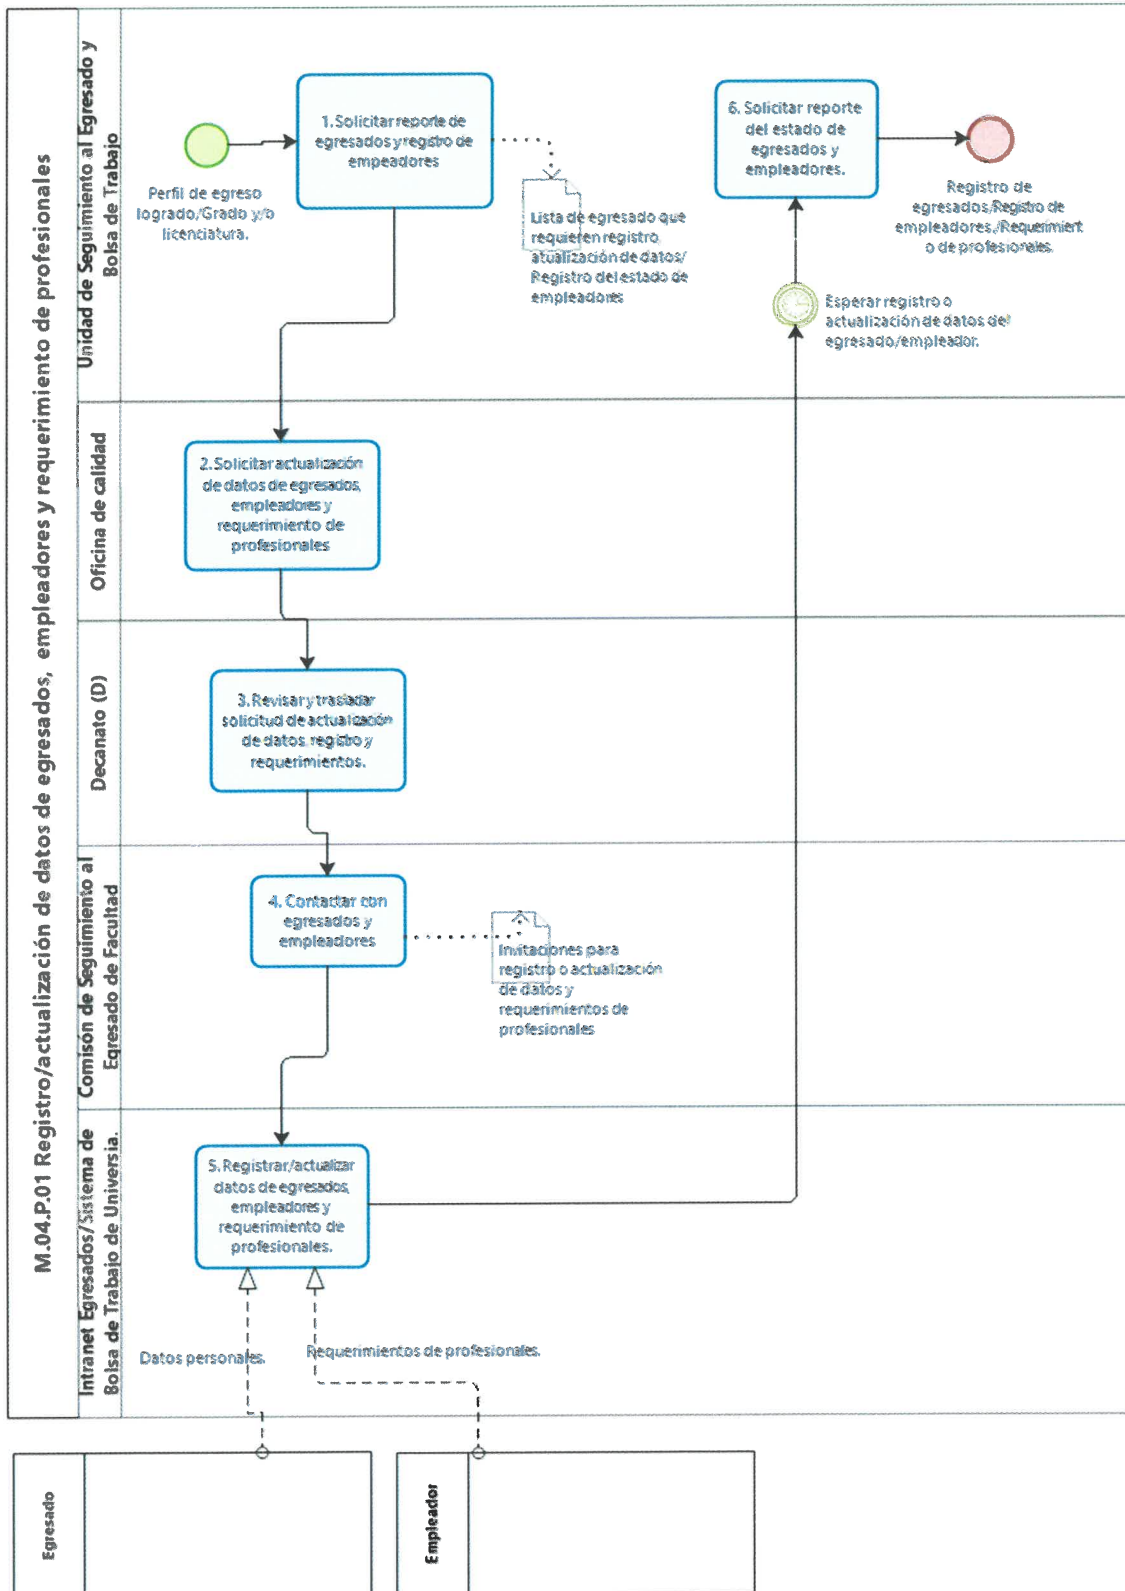 M.04.P.01 Registro/actualización de datos de egresados, empleadores y requerimiento de profesionales
Unidad de Seguimiento al Egresado y
Bolsa de Trabajo
Perfil de egreso
logrado/Grado y/o
licenciatura.
1. Solicitar reporte de
egresados y registro de
empeadores
Lista de egresado que
requieren registro
atualización de datos/
Registro del estado de
empleadores
6. Solicitar reporte
del estado de
egresados y
empleadores.
Registro de
egresados/Registro de
empleadores./Requerimient
o de profesionales.
Esperar registro o
actualización de datos del
egresado/empleador.
Oficina de calidad
2. Solicitar actualización
de datos de egresados,
empleadores y
requerimiento de
profesionales
Decanato (D)
3. Revisar y trasladar
solicitud de actualización
de datos registro y
requerimientos.
Comisón de Seguimiento al
Egresado de Facultad
4. Contactar con
egresados y
empleadores
Invitaciones para
registro o actualización
de datos y
requerimientos de
profesionales
Intranet Egresados/Sistema de
Bolsa de Trabajo de Universia.
5. Registrar/actualizar
datos de egresados,
empleadores y
requerimiento de
profesionales.
Datos personales.
Requerimientos de profesionales.
Egresado
Empleador